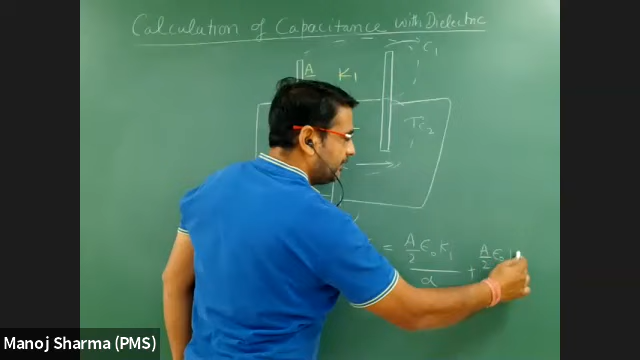 Calculation of Capacitance with Dielectric
C₁
A K₁
C₂
= A/2 ε₀ K₁ / d + A/2 ε₀
Manoj Sharma (PMS)